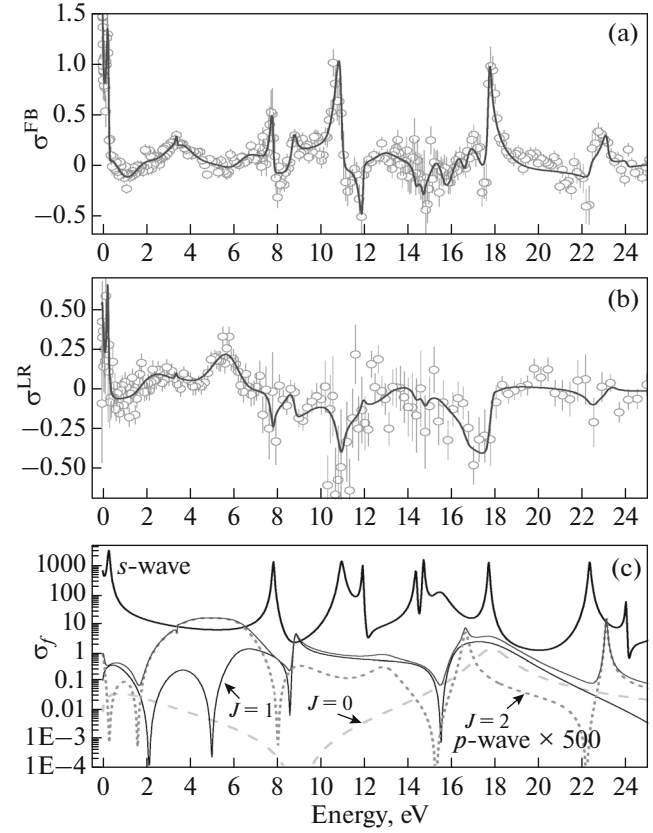 (a)
1.5
1.0
0.5
0
−0.5
σ^FB
0 2 4 6 8 10 12 14 16 18 20 22 24
(b)
0.50
0.25
0
−0.25
−0.50
σ^LR
0 2 4 6 8 10 12 14 16 18 20 22 24
(c)
1000
100
10
1
0.1
0.01
1E−3
1E−4
σ_f
s-wave
J = 1
J = 0
J = 2
p-wave × 500
0 2 4 6 8 10 12 14 16 18 20 22 24
Energy, eV